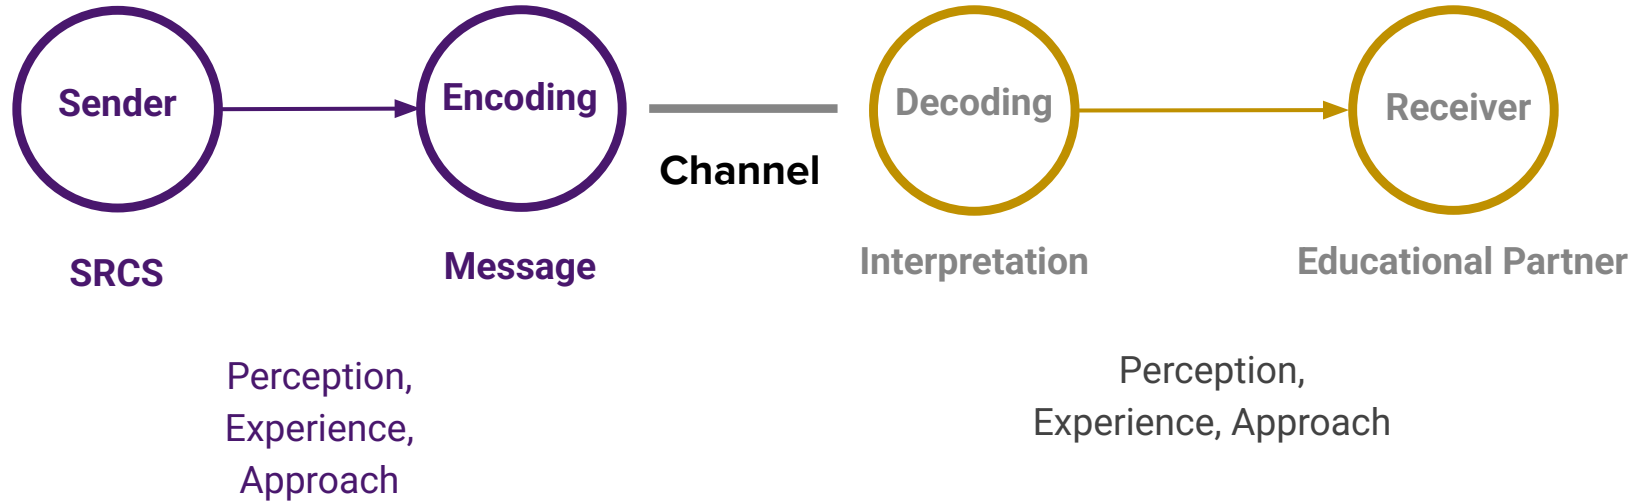 Sender
Encoding
Channel
Decoding
Receiver
SRCS
Message
Interpretation
Educational Partner
Perception,
Experience,
Approach
Perception,
Experience, Approach